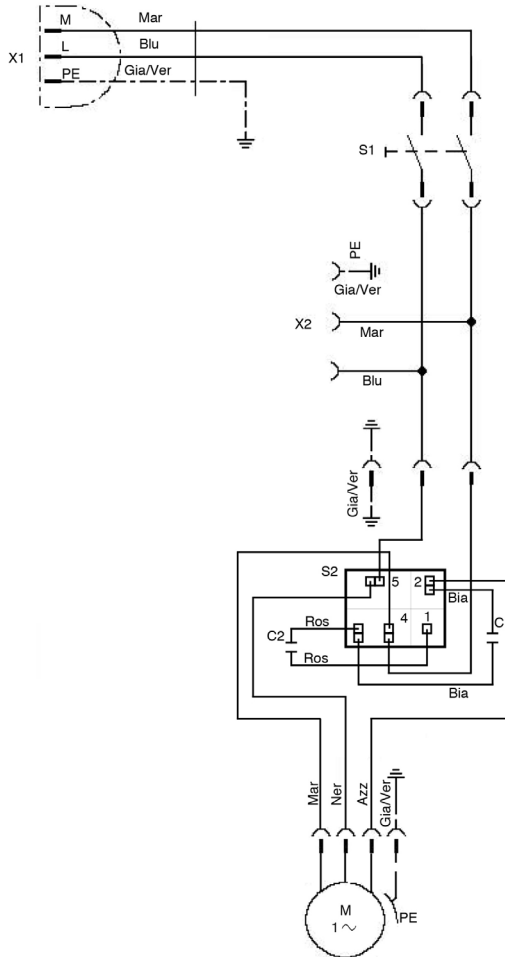 M Mar
L Blu
X1
PE Gia/Ver
S1
PE
Gia/Ver
X2
Mar
Blu
Gia/Ver
S2
5 2
Bia
Ros 4 1
C2 C
Ros
Bia
Mar Ner Azz Gia/Ver
M
1 ~
PE